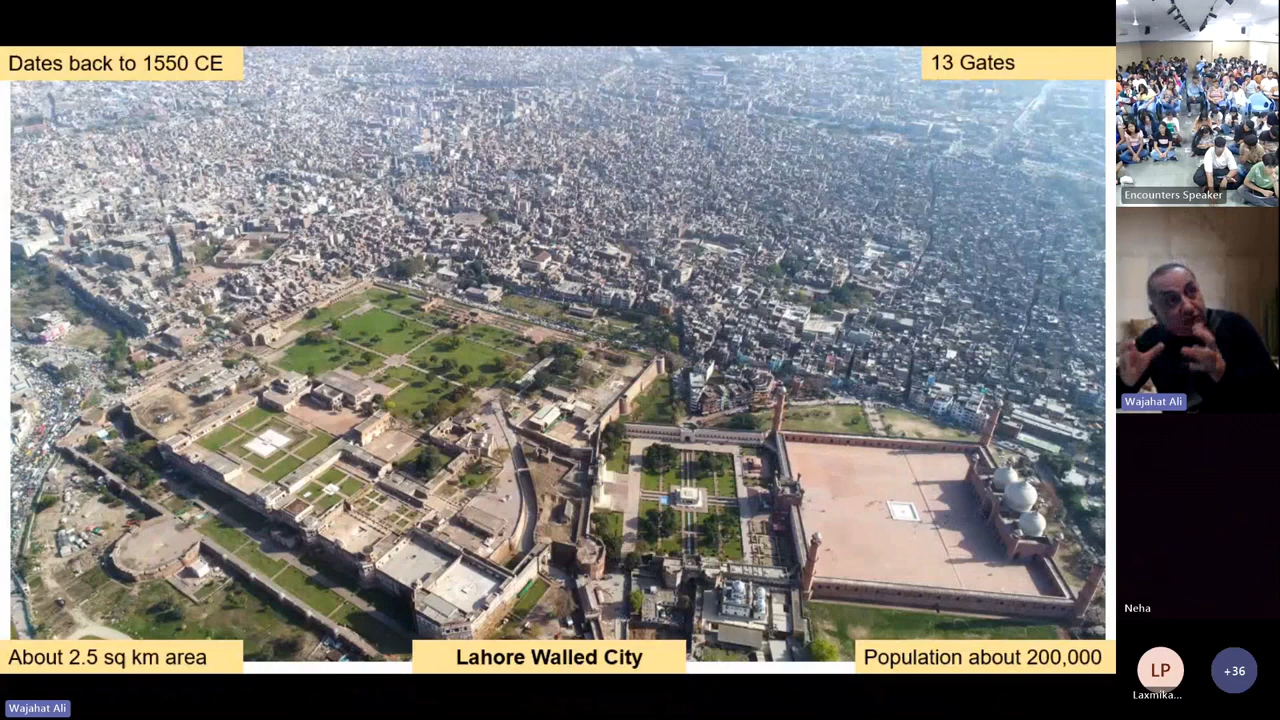 Dates back to 1550 CE
13 Gates
About 2.5 sq km area
Lahore Walled City
Population about 200,000
Wajahat Ali
Encounters Speaker
Wajahat Ali
Neha
LP
Laxmika...
+36